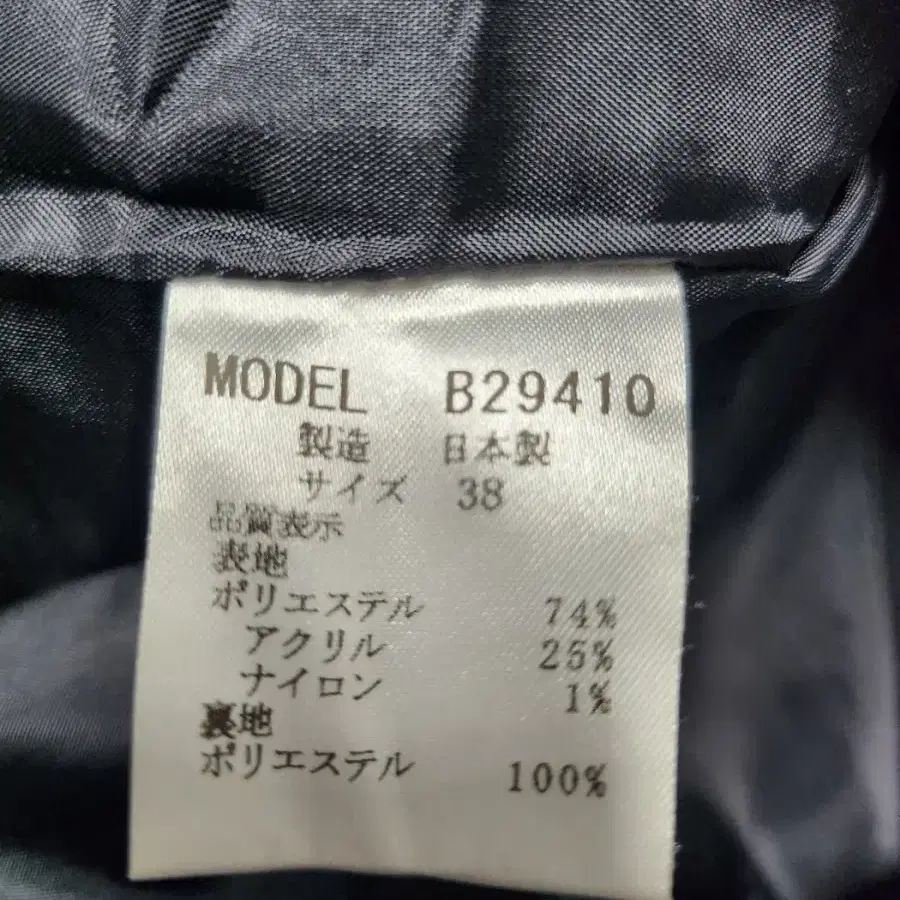 MODEL B29410
製造 日本製
サイズ 38
品質表示
表地
ポリエステル 74%
アクリル 25%
ナイロン 1%
裏地
ポリエステル 100%